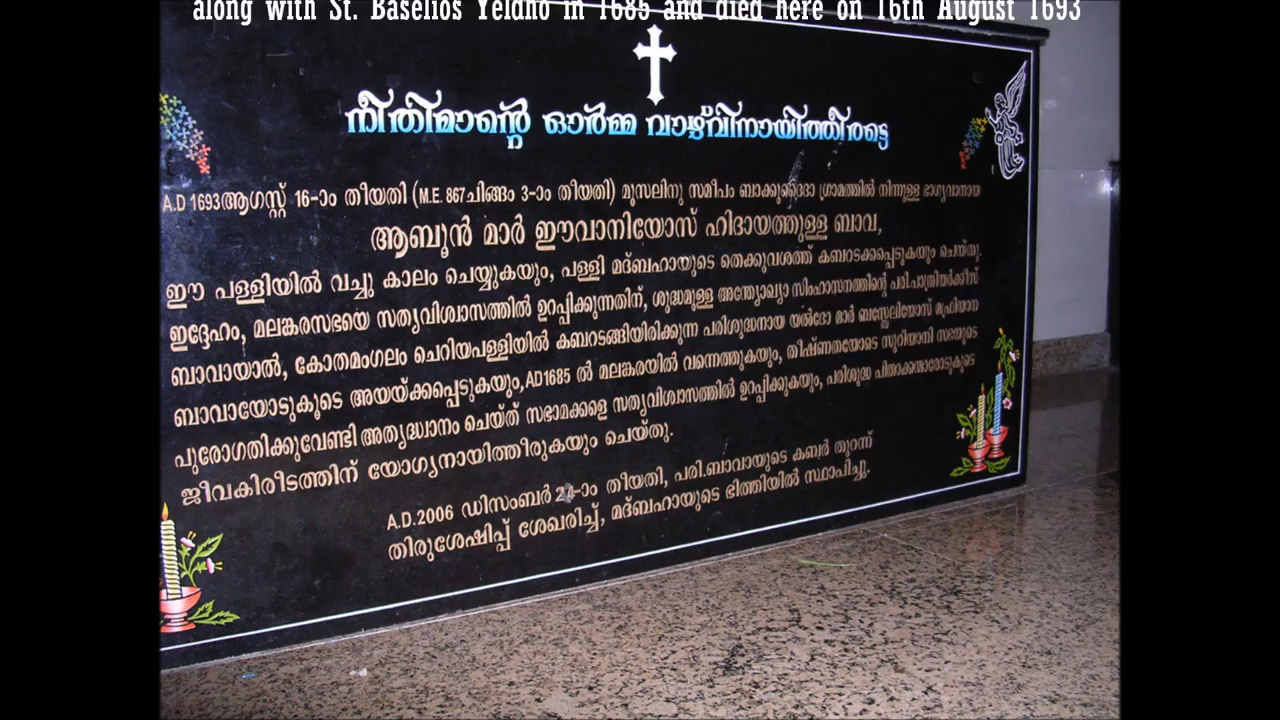 along with St. Baselios Yeldho in 1685 and died here on 16th August 1693
നീതിമാന്റെ ഓർമ്മ വാഴ്‌വിനായിത്തീരട്ടെ
A.D 1693ആഗസ്റ്റ് 16-ാം തീയതി (M.E. 867ചിങ്ങം 3-ാം തീയതി) മൂസലിനു സമീപം ബാക്കുദൈദാ ഗ്രാമത്തിൽ നിന്നുള്ള ഭാഗ്യവാനായ
ആബൂൻ മാർ ഈവാനിയോസ് ഹിദായത്തുള്ള ബാവ,
ഈ പള്ളിയിൽ വച്ചു കാലം ചെയ്യുകയും, പള്ളി മദ്ബഹായുടെ തെക്കുവശത്ത് കബറടക്കപ്പെടുകയും ചെയ്തു.
ഇദ്ദേഹം, മലങ്കരസഭയെ സത്യവിശ്വാസത്തിൽ ഉറപ്പിക്കുന്നതിന്, ശുദ്ധമുള്ള അന്ത്യോഖ്യാ സിംഹാസനത്തിന്റെ പരി.പാത്രിയർക്കീസ്
ബാവായാൽ, കോതമംഗലം ചെറിയപള്ളിയിൽ കബറടങ്ങിയിരിക്കുന്ന പരിശുദ്ധനായ യൽദോ മാർ ബസ്സേലിയോസ് മഫ്രിയാന
ബാവായോടുകൂടെ അയയ്ക്കപ്പെടുകയും,AD1685 ൽ മലങ്കരയിൽ വന്നെത്തുകയും, തീഷ്ണതയോടെ സുറിയാനി സഭയുടെ
പുരോഗതിക്കുവേണ്ടി അത്യദ്ധ്വാനം ചെയ്ത് സഭാമക്കളെ സത്യവിശ്വാസത്തിൽ ഉറപ്പിക്കുകയും, പരിശുദ്ധ പിതാക്കന്മാരോടുകൂടെ
ജീവകിരീടത്തിന് യോഗ്യനായിത്തീരുകയും ചെയ്തു.
A.D.2006 ഡിസംബർ 24-ാം തീയതി, പരി.ബാവായുടെ കബർ തുറന്ന്
തിരുശേഷിപ്പ് ശേഖരിച്ച്, മദ്ബഹായുടെ ഭിത്തിയിൽ സ്ഥാപിച്ചു.